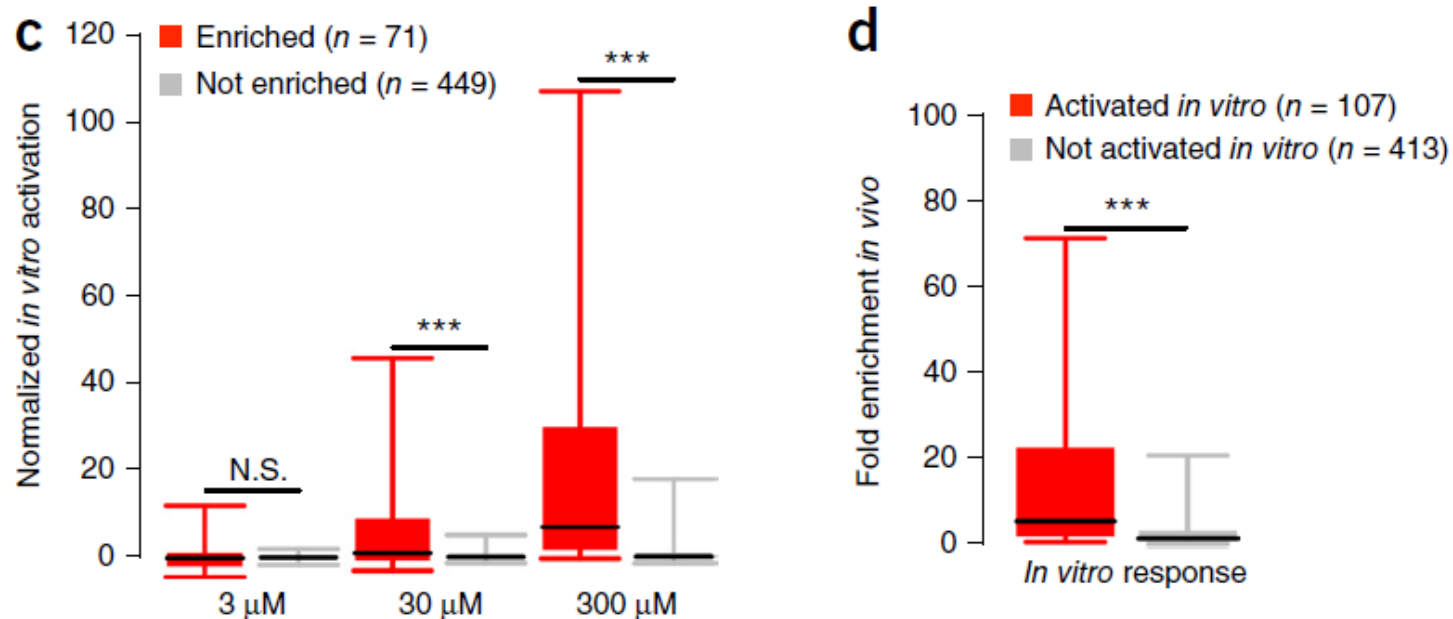 c
120
100
80
60
40
20
0
Normalized in vitro activation
Enriched (n = 71)
Not enriched (n = 449)
N.S.
***
***
3 μM
30 μM
300 μM
d
100
80
60
40
20
0
Fold enrichment in vivo
Activated in vitro (n = 107)
Not activated in vitro (n = 413)
***
In vitro response